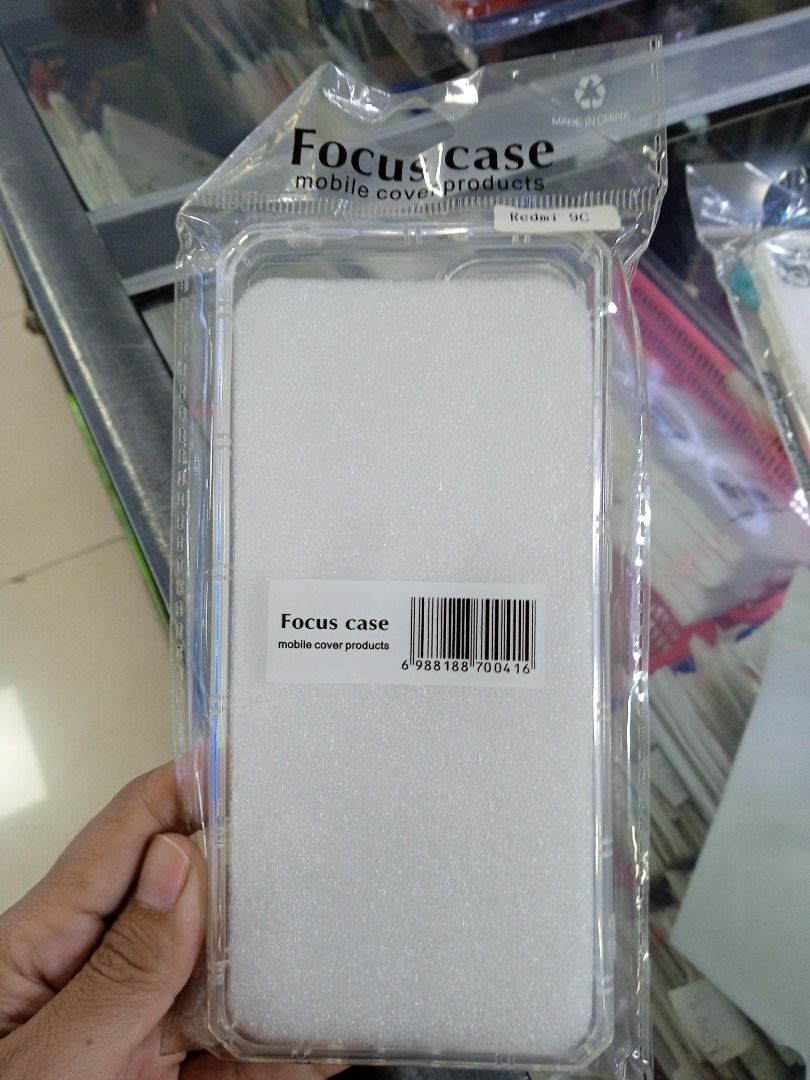 MADE IN CHINA
Focus case
mobile cover products
Redmi 9C
Focus case
mobile cover products
6 988188 700416